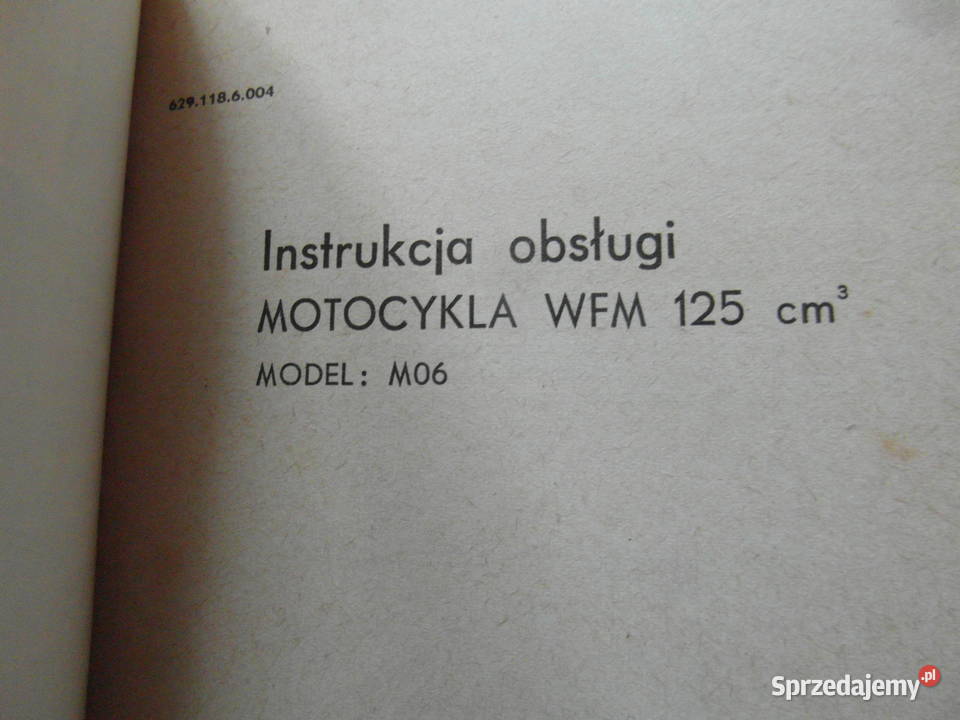 629.118.6.004
Instrukcja obsługi
MOTOCYKLA WFM 125 cm³
MODEL: M06
Sprzedajemy.pl